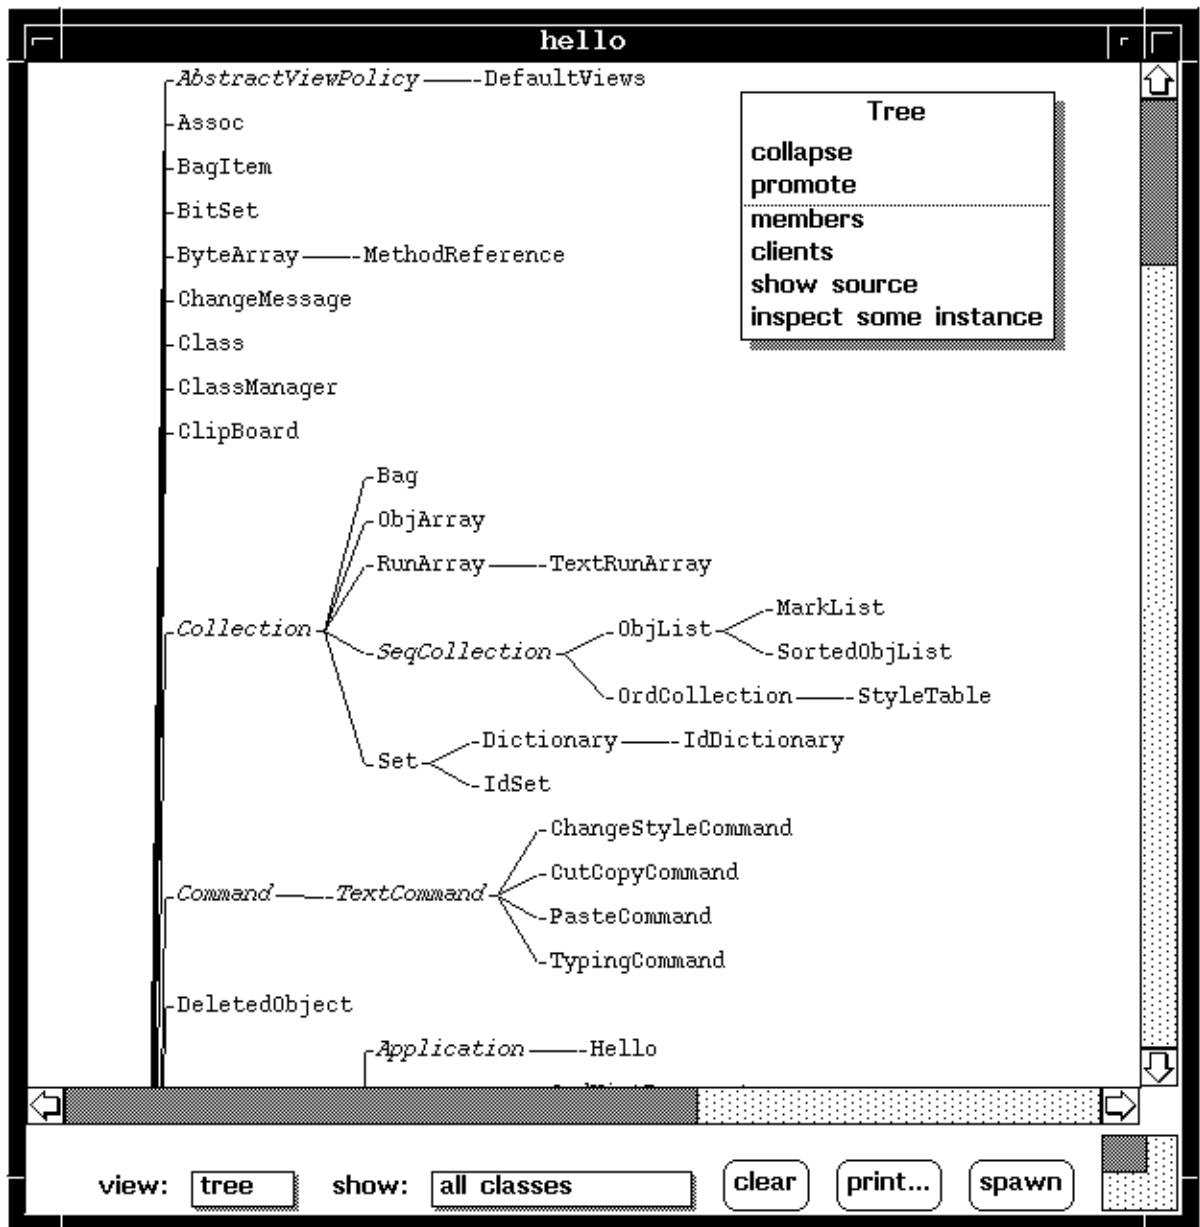 hello
AbstractViewPolicy DefaultViews
Assoc
BagItem
BitSet
ByteArray MethodReference
ChangeMessage
Class
ClassManager
ClipBoard
Bag
ObjArray
RunArray TextRunArray
MarkList
Collection ObjList
SeqCollection SortedObjList
OrdCollection StyleTable
Dictionary IdDictionary
Set
IdSet
ChangeStyleCommand
CutCopyCommand
Command TextCommand
PasteCommand
TypingCommand
DeletedObject
Application Hello
Tree
collapse
promote
members
clients
show source
inspect some instance
view: tree show: all classes clear print... spawn